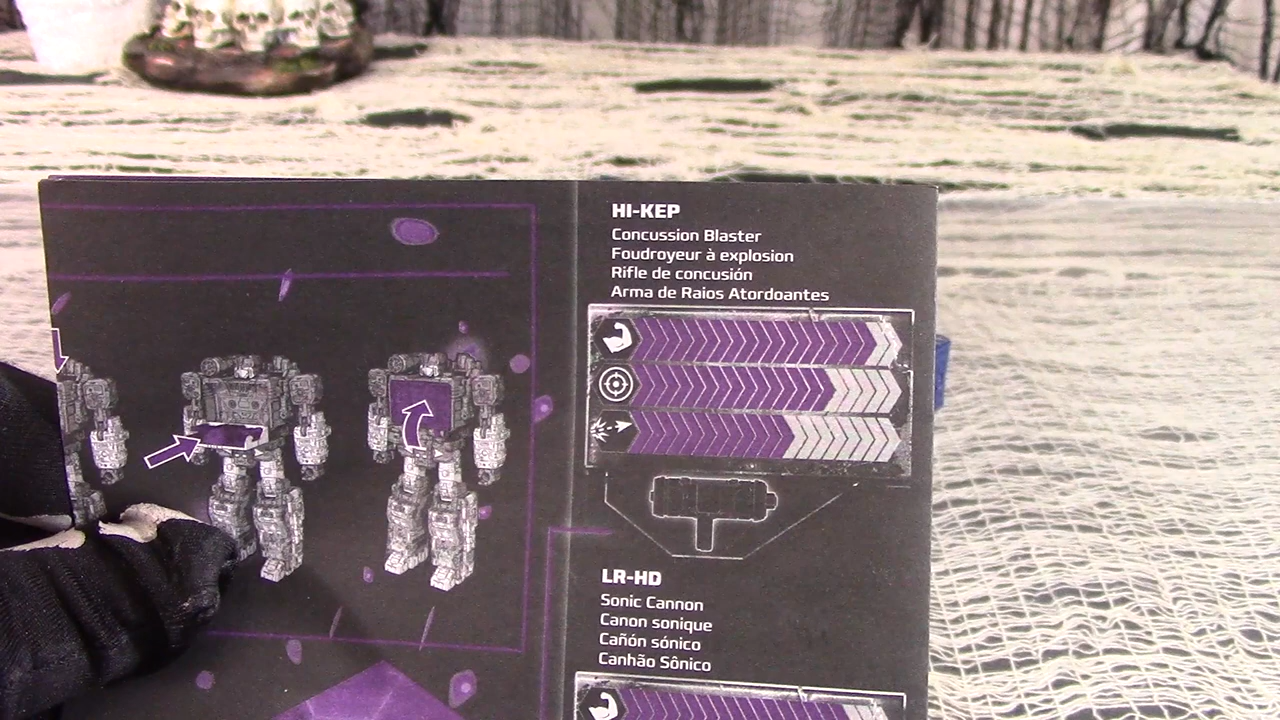 HI-KEP
Concussion Blaster
Foudroyeur à explosion
Rifle de concusión
Arma de Raios Atordoantes
LR-HD
Sonic Cannon
Canon sonique
Cañón sónico
Canhão Sônico